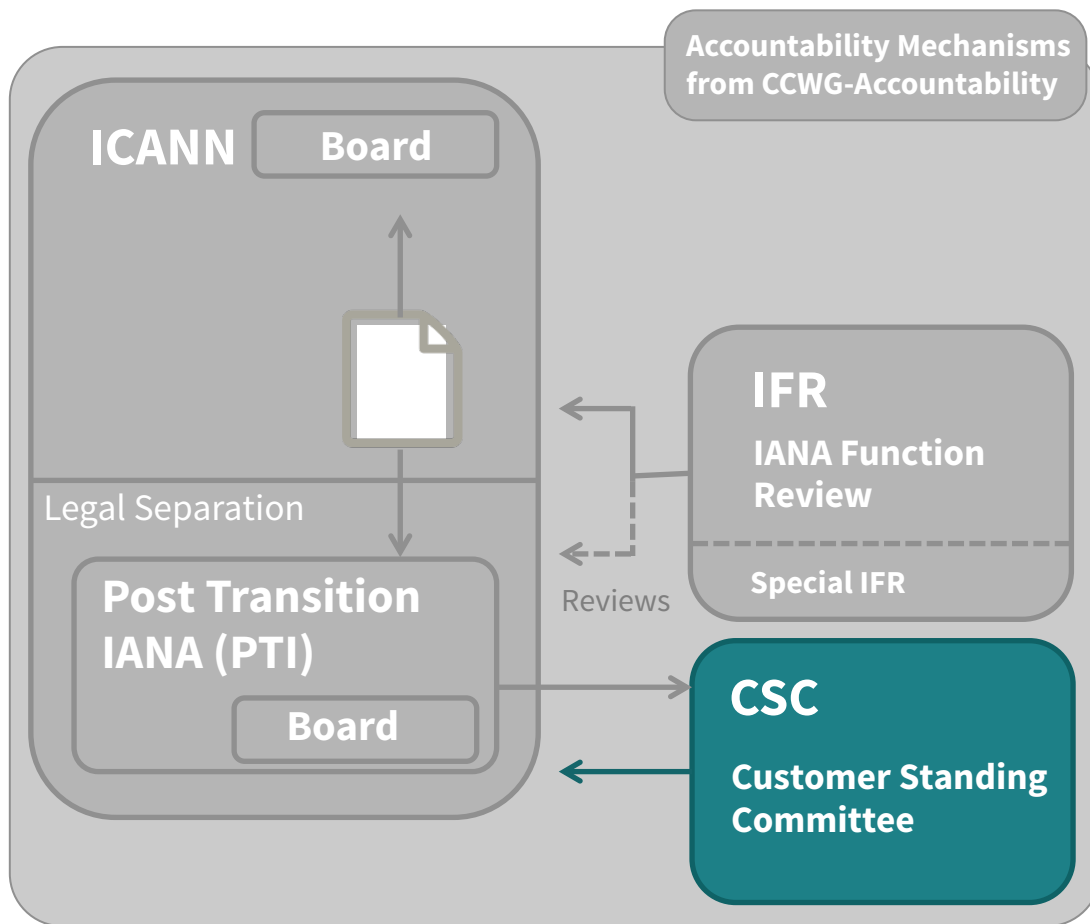 Accountability Mechanisms
from CCWG-Accountability
ICANN
Board
Legal Separation
Post Transition
IANA (PTI)
Board
Reviews
IFR
IANA Function
Review
Special IFR
CSC
Customer Standing
Committee